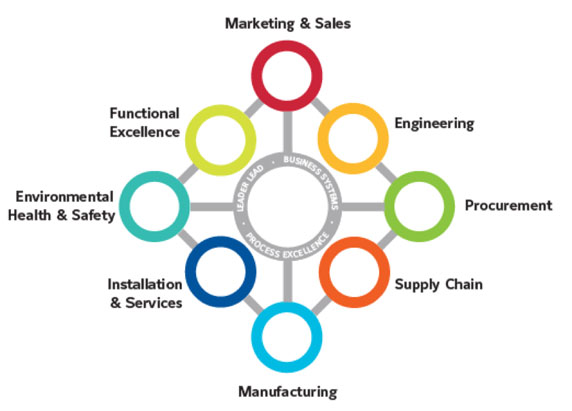 Marketing & Sales
Functional
Excellence
Engineering
LEADER LEAD · BUSINESS SYSTEMS · PROCESS EXCELLENCE ·
Environmental
Health & Safety
Procurement
Installation
& Services
Supply Chain
Manufacturing